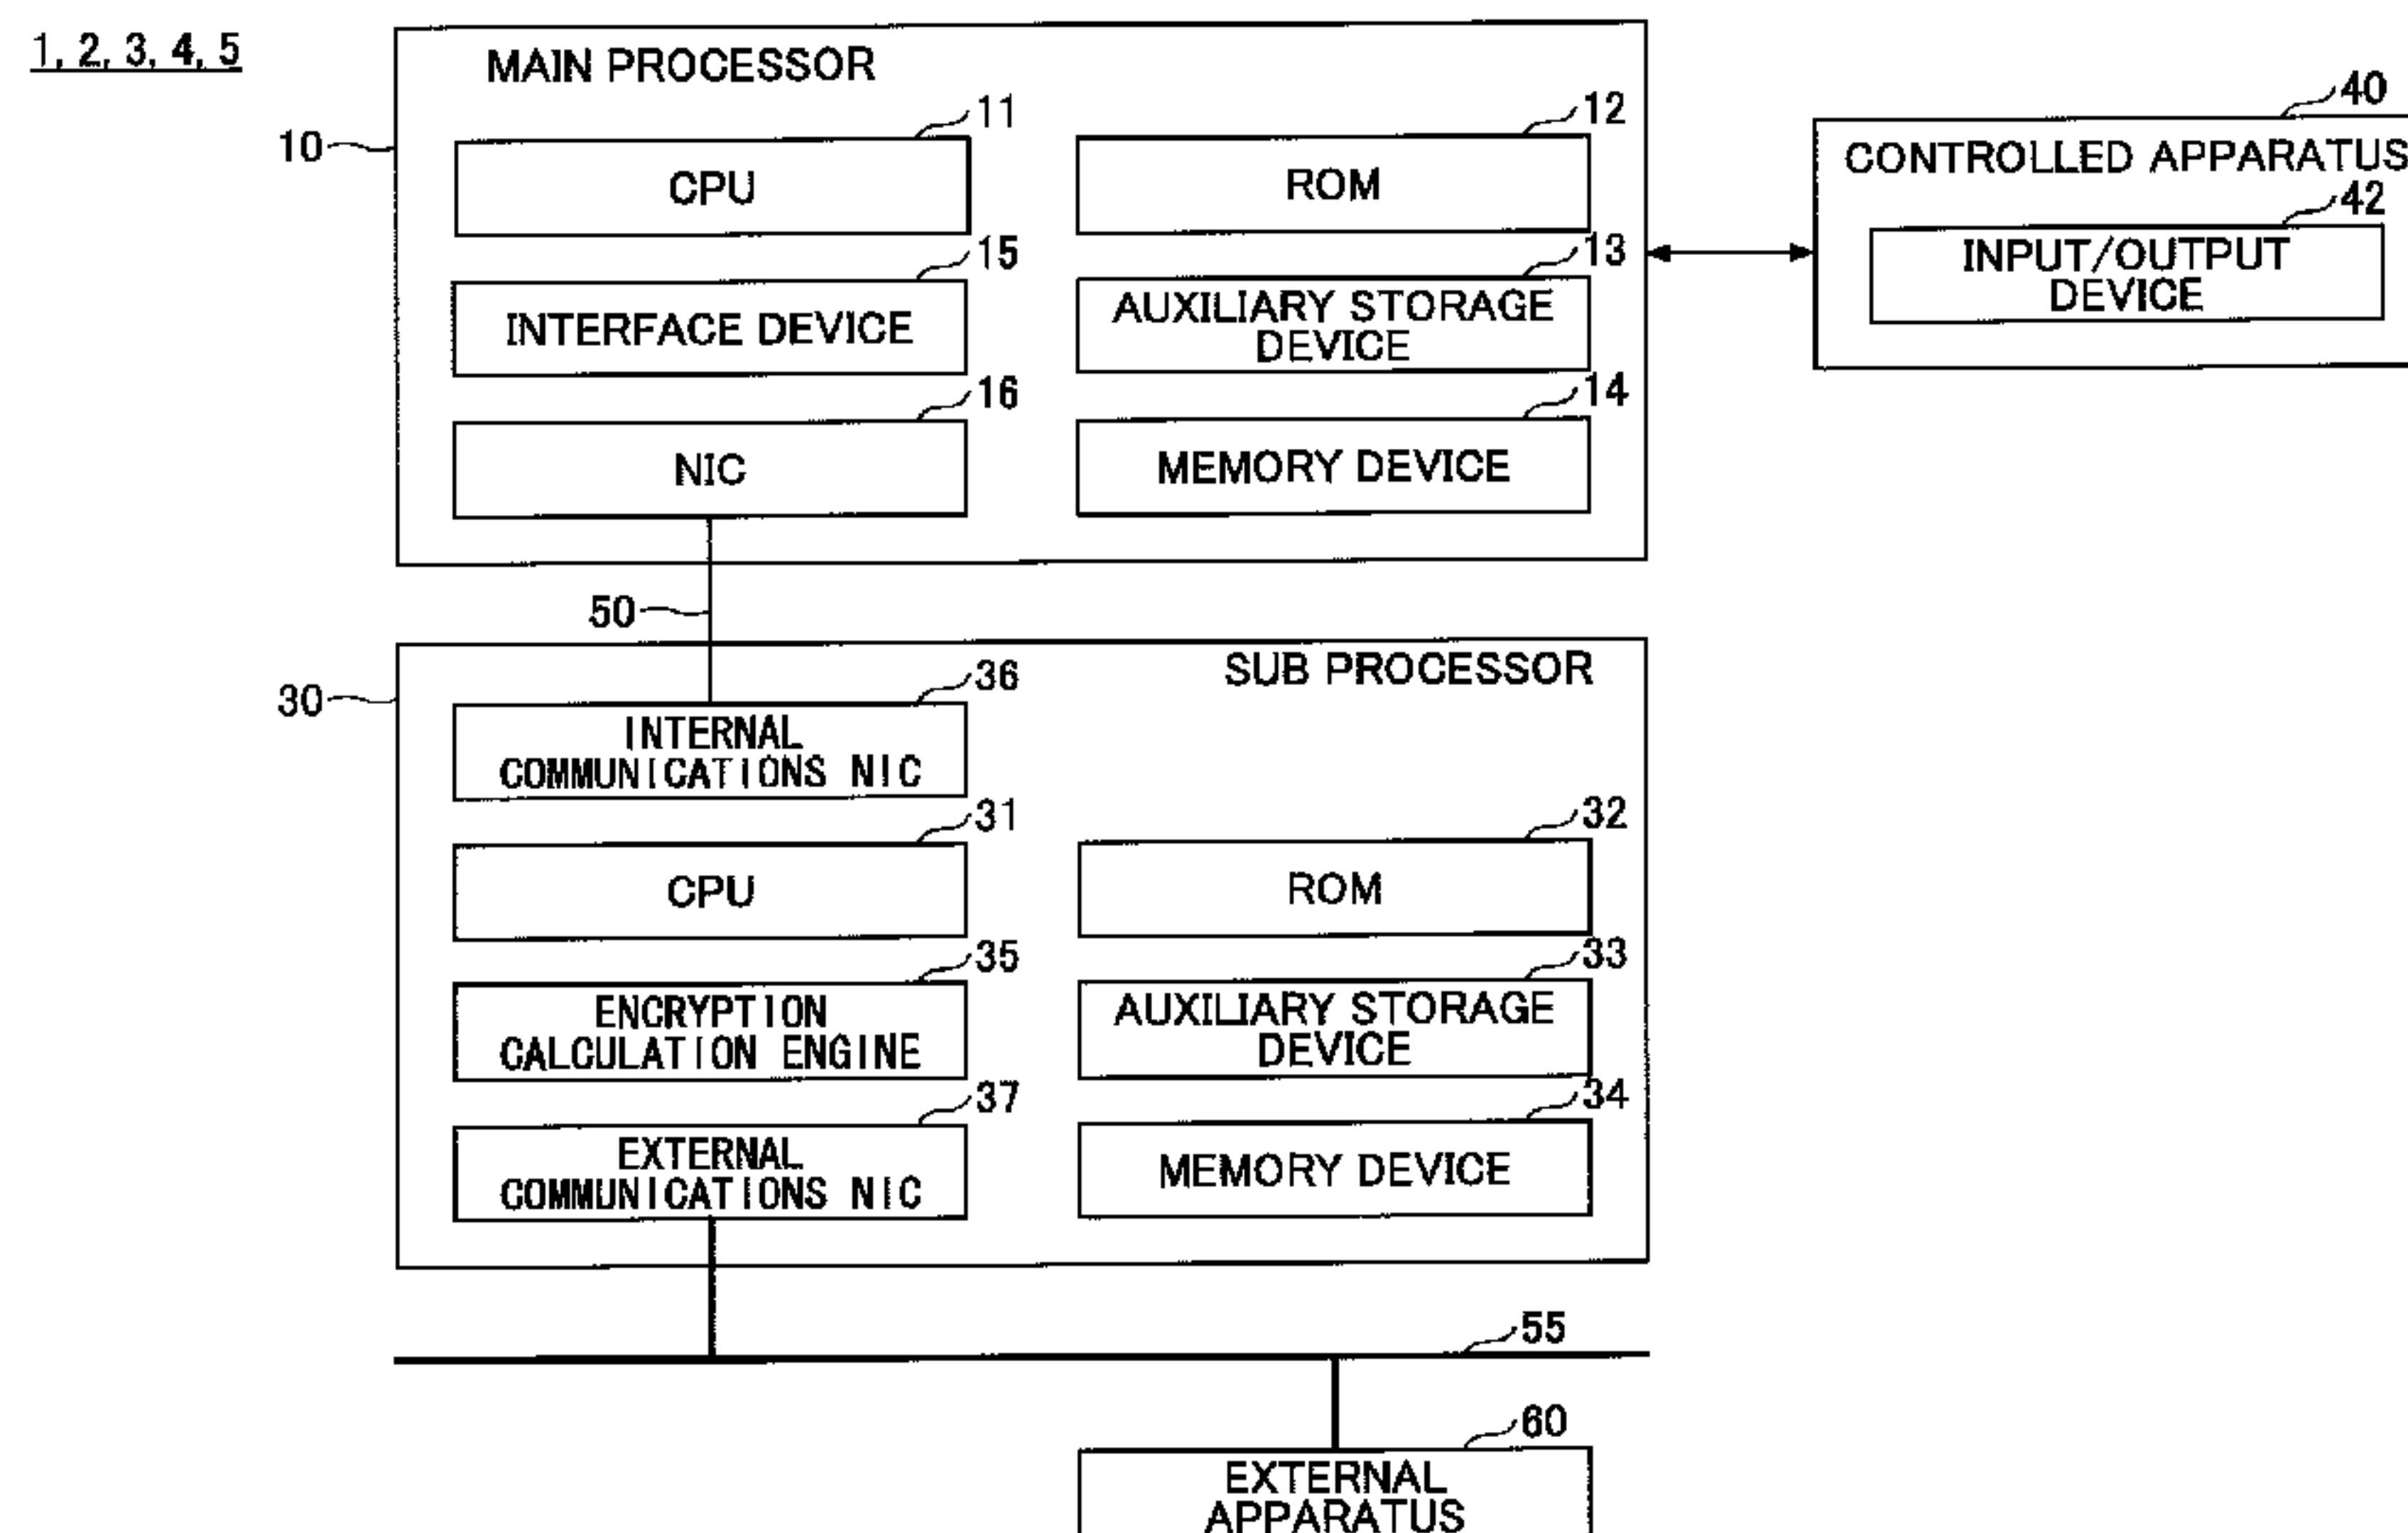 1, 2, 3, 4, 5
MAIN PROCESSOR
10
11
CPU
12
ROM
15
INTERFACE DEVICE
13
AUXILIARY STORAGE
DEVICE
16
NIC
14
MEMORY DEVICE
40
CONTROLLED APPARATUS
42
INPUT/OUTPUT
DEVICE
50
30
SUB PROCESSOR
36
INTERNAL
COMMUNICATIONS NIC
31
CPU
32
ROM
35
ENCRYPTION
CALCULATION ENGINE
33
AUXILIARY STORAGE
DEVICE
37
EXTERNAL
COMMUNICATIONS NIC
34
MEMORY DEVICE
55
60
EXTERNAL
APPARATUS